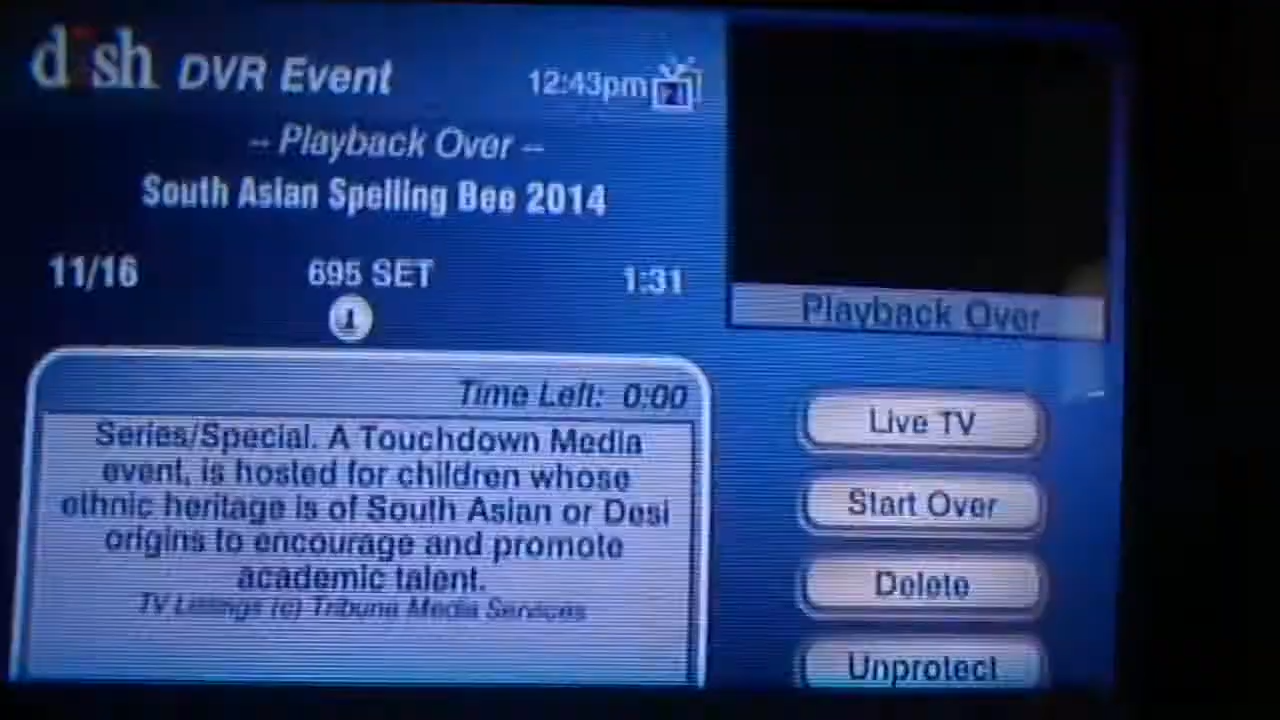 dish DVR Event 12:43pm
-- Playback Over --
South Asian Spelling Bee 2014
11/16 695 SET 1:31
1
Playback Over
Time Left: 0:00
Series/Special. A Touchdown Media
event, is hosted for children whose
ethnic heritage is of South Asian or Desi
origins to encourage and promote
academic talent.
TV Listings (c) Tribune Media Services
Live TV
Start Over
Delete
Unprotect